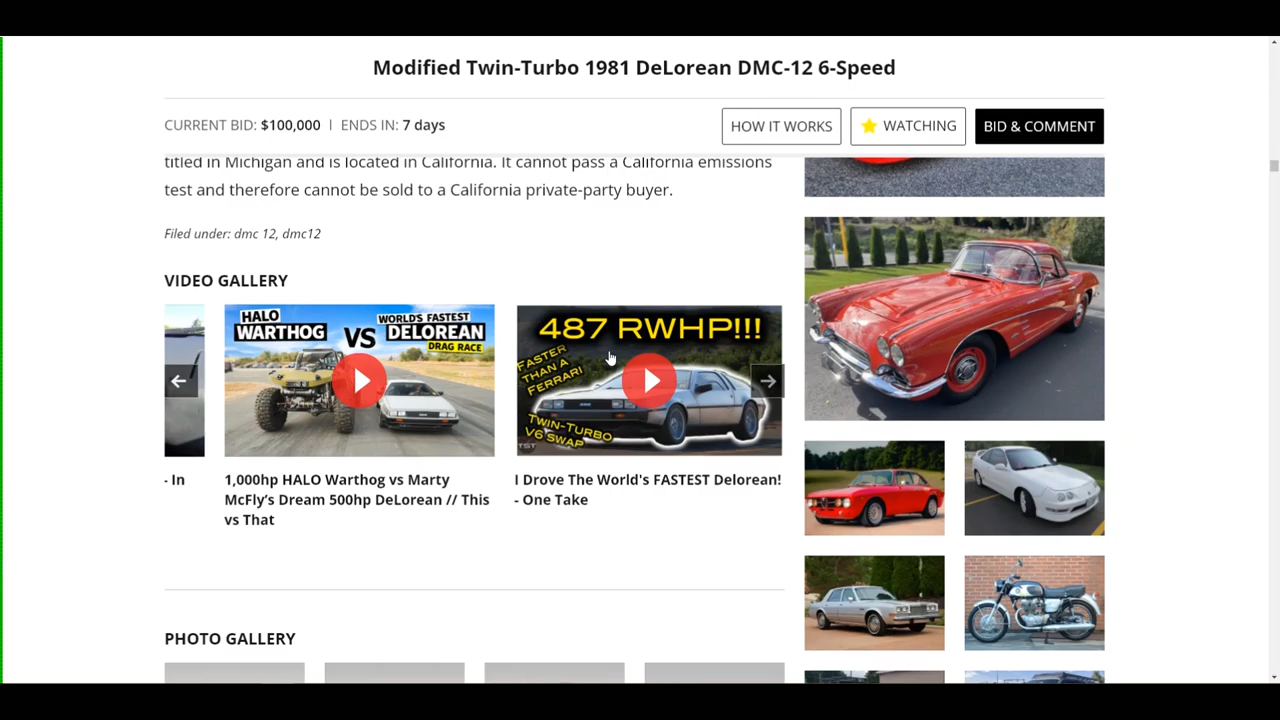 Modified Twin-Turbo 1981 DeLorean DMC-12 6-Speed
CURRENT BID: $100,000 | ENDS IN: 7 days
HOW IT WORKS
WATCHING
BID & COMMENT
titled in Michigan and is located in California. It cannot pass a California emissions
test and therefore cannot be sold to a California private-party buyer.
Filed under: dmc 12, dmc12
VIDEO GALLERY
HALO
WARTHOG
VS
WORLD'S FASTEST
DELOREAN
DRAG RACE
487 RWHP!!!
FASTER
THAN A
FERRARI
TWIN-TURBO
V6 SWAP
TST
- In
1,000hp HALO Warthog vs Marty
McFly's Dream 500hp DeLorean // This
vs That
I Drove The World's FASTEST Delorean!
- One Take
PHOTO GALLERY